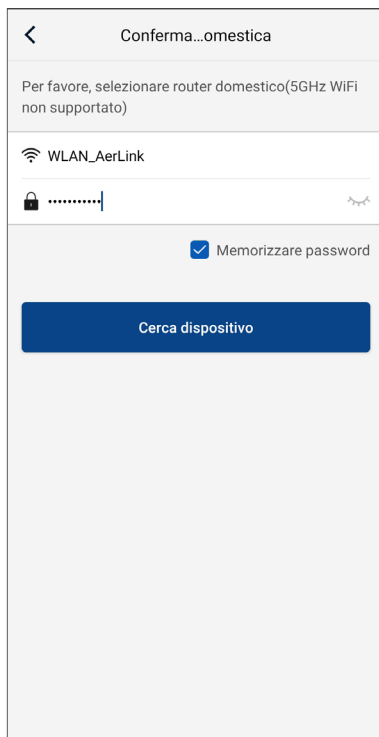 Conferma...omestica
Per favore, selezionare router domestico(5GHz WiFi
non supportato)
WLAN_AerLink
•••••••••••
Memorizzare password
Cerca dispositivo